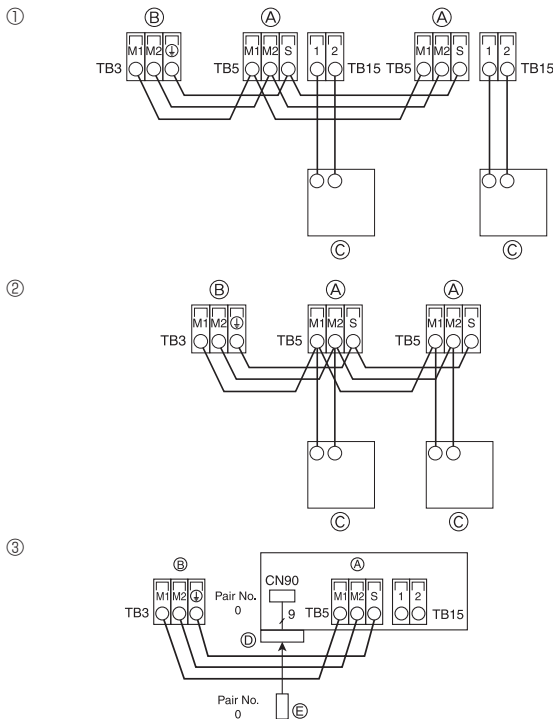 ①
Ⓑ Ⓐ Ⓐ
M1 M2 ⏚ M1 M2 S 1 2 M1 M2 S 1 2
TB3 TB5 TB15 TB5 TB15
Ⓒ Ⓒ
②
Ⓑ Ⓐ Ⓐ
M1 M2 ⏚ M1 M2 S M1 M2 S
TB3 TB5 TB5
Ⓒ Ⓒ
③
Ⓑ Ⓐ
CN90
M1 M2 ⏚ Pair No. M1 M2 S 1 2
TB3 0 9 TB5 TB15
Ⓓ
Pair No.
0 Ⓔ